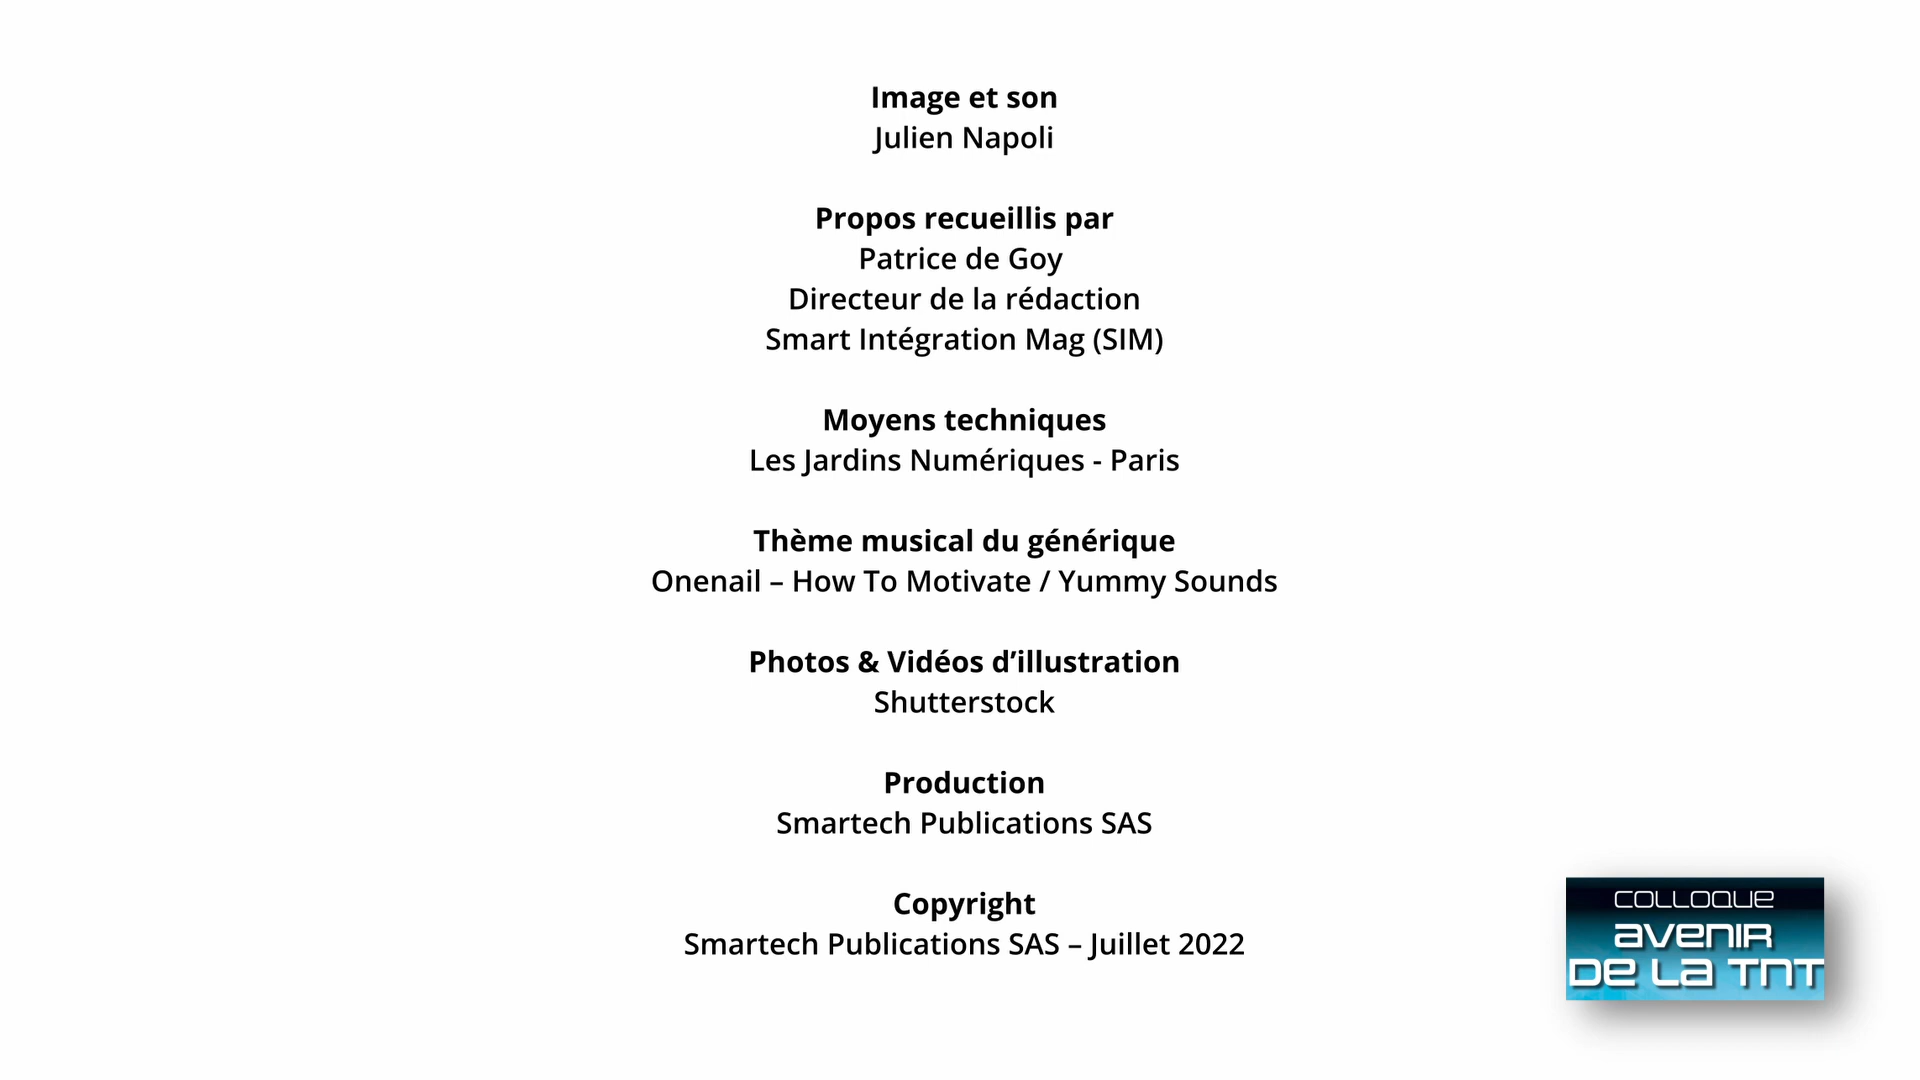 Image et son
Julien Napoli
Propos recueillis par
Patrice de Goy
Directeur de la rédaction
Smart Intégration Mag (SIM)
Moyens techniques
Les Jardins Numériques - Paris
Thème musical du générique
Onenail – How To Motivate / Yummy Sounds
Photos & Vidéos d’illustration
Shutterstock
Production
Smartech Publications SAS
Copyright
Smartech Publications SAS – Juillet 2022
COLLOQUE
AVENIR
DE LA TNT